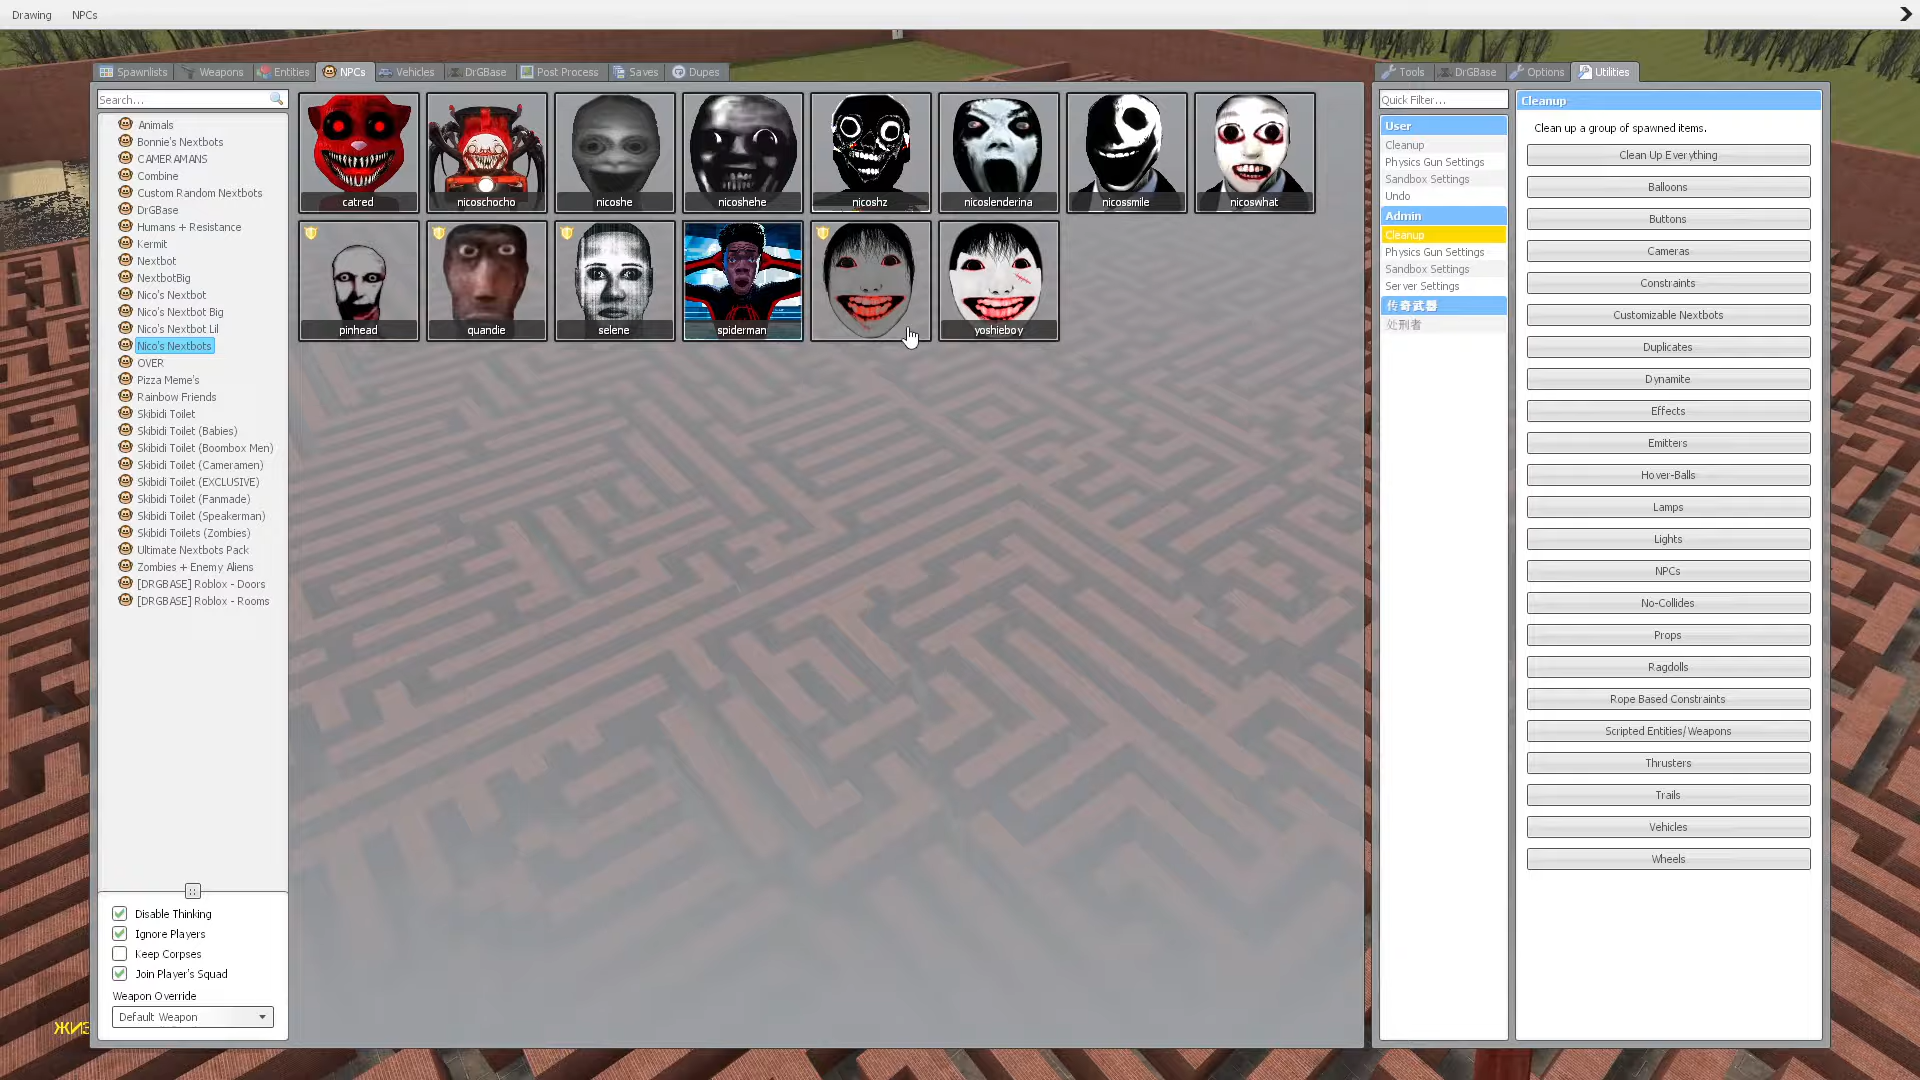 Drawing NPCs
Spawnlists Weapons Entities NPCs Vehicles DrGBase Post Process Saves Dupes
Tools DrGBase Options Utilities
Search...
Animals
Bonnie's Nextbots
CAMERAMANS
Combine
Custom Random Nextbots
DrGBase
Humans + Resistance
Kermit
Nextbot
NextbotBig
Nico's Nextbot
Nico's Nextbot Big
Nico's Nextbot Lil
Nico's Nextbots
OVER
Pizza Meme's
Rainbow Friends
Skibidi Toilet
Skibidi Toilet (Babies)
Skibidi Toilet (Boombox Men)
Skibidi Toilet (Cameramen)
Skibidi Toilet (EXCLUSIVE)
Skibidi Toilet (Fanmade)
Skibidi Toilet (Speakerman)
Skibidi Toilets (Zombies)
Ultimate Nextbots Pack
Zombies + Enemy Aliens
[DRGBASE] Roblox - Doors
[DRGBASE] Roblox - Rooms
Disable Thinking
Ignore Players
Keep Corpses
Join Player's Squad
Weapon Override
Default Weapon
ЖИЗ
catred nicoschocho nicoshe nicoshehe nicoshz nicoslenderina nicossmile nicoswhat
pinhead quandie selene spiderman yoshieboy
Quick Filter...
User
Cleanup
Physics Gun Settings
Sandbox Settings
Undo
Admin
Cleanup
Physics Gun Settings
Sandbox Settings
Server Settings
传奇武器
处刑者
Cleanup
Clean up a group of spawned items.
Clean Up Everything
Balloons
Buttons
Cameras
Constraints
Customizable Nextbots
Duplicates
Dynamite
Effects
Emitters
Hover-Balls
Lamps
Lights
NPCs
No-Collides
Props
Ragdolls
Rope Based Constraints
Scripted Entities/Weapons
Thrusters
Trails
Vehicles
Wheels